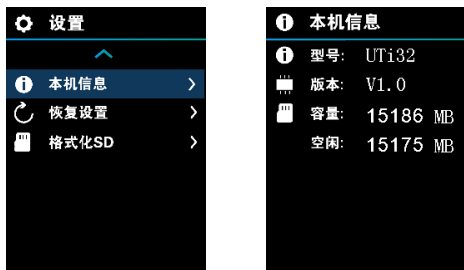 设置
本机信息
恢复设置
格式化SD
本机信息
型号: UTi32
版本: V1.0
容量: 15186 MB
空闲: 15175 MB